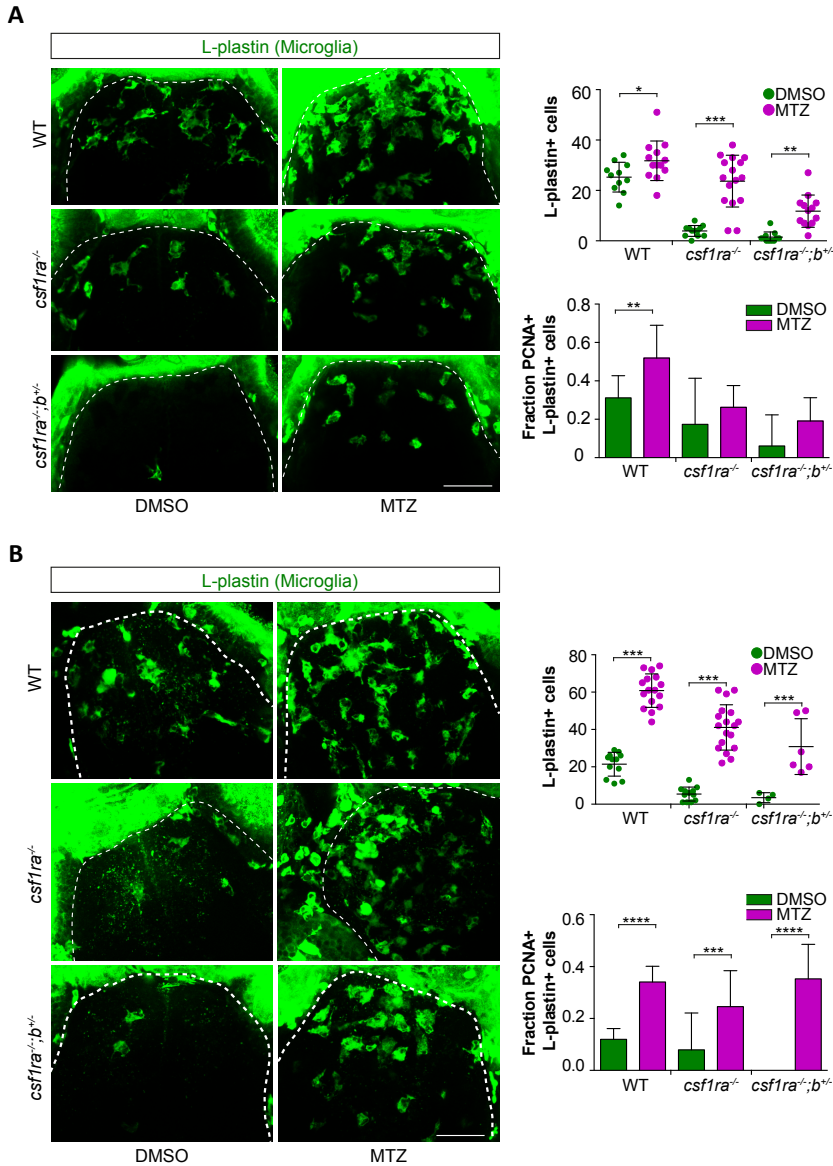 A
L-plastin (Microglia)
WT
csf1ra-/-
csf1ra-/-;b+/-
DMSO
MTZ
DMSO
MTZ
*
***
**
60
40
20
0
L-plastin+ cells
WT
csf1ra-/-
csf1ra-/-;b+/-
DMSO
MTZ
**
0.8
0.6
0.4
0.2
0
Fraction PCNA+
L-plastin+ cells
WT
csf1ra-/-
csf1ra-/-;b+/-
B
L-plastin (Microglia)
WT
csf1ra-/-
csf1ra-/-;b+/-
DMSO
MTZ
DMSO
MTZ
***
***
***
80
60
40
20
0
L-plastin+ cells
WT
csf1ra-/-
csf1ra-/-;b+/-
DMSO
MTZ
****
***
****
0.6
0.4
0.2
0.0
Fraction PCNA+
L-plastin+ cells
WT
csf1ra-/-
csf1ra-/-;b+/-